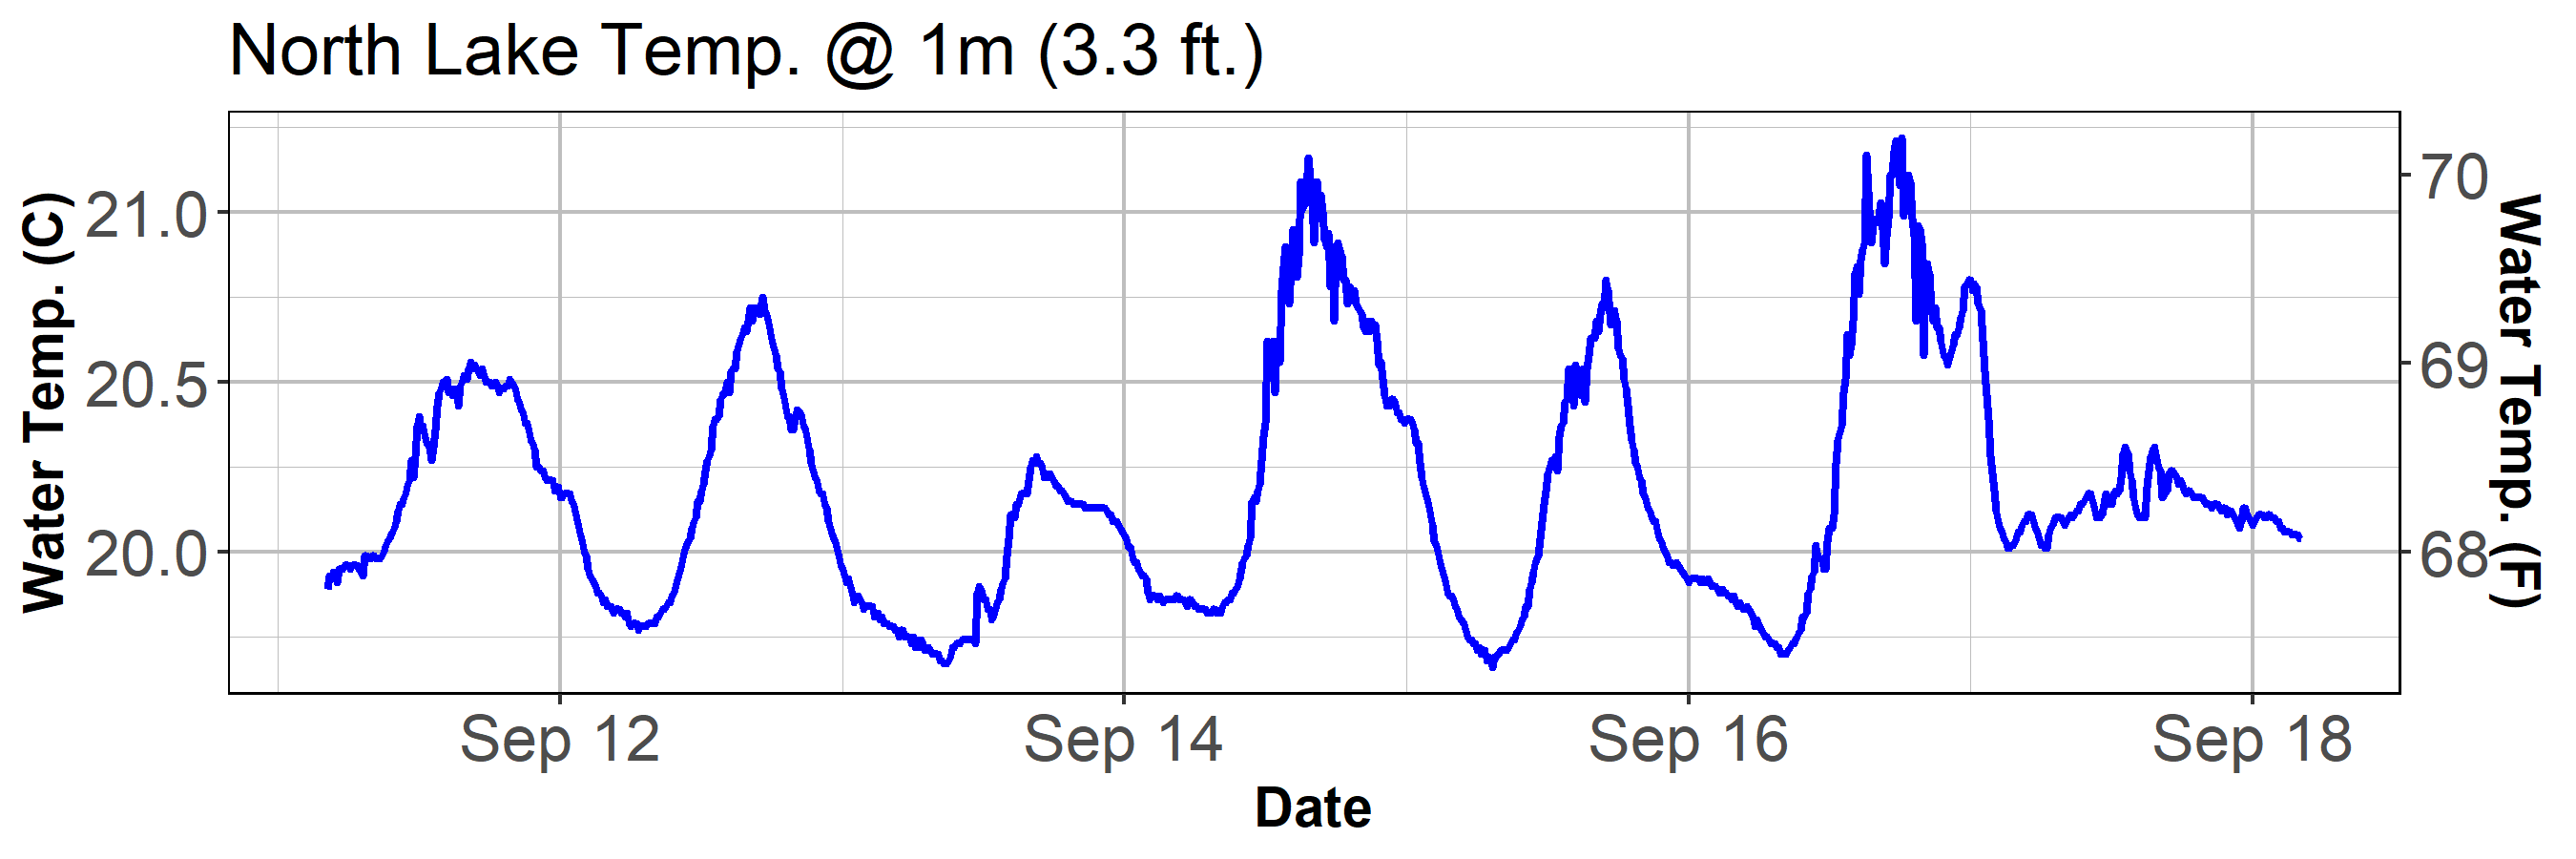 North Lake Temp. @ 1m (3.3 ft.)
Water Temp. (C)
21.0
20.5
20.0
70
69
68
Water Temp. (F)
Sep 12
Sep 14
Sep 16
Sep 18
Date